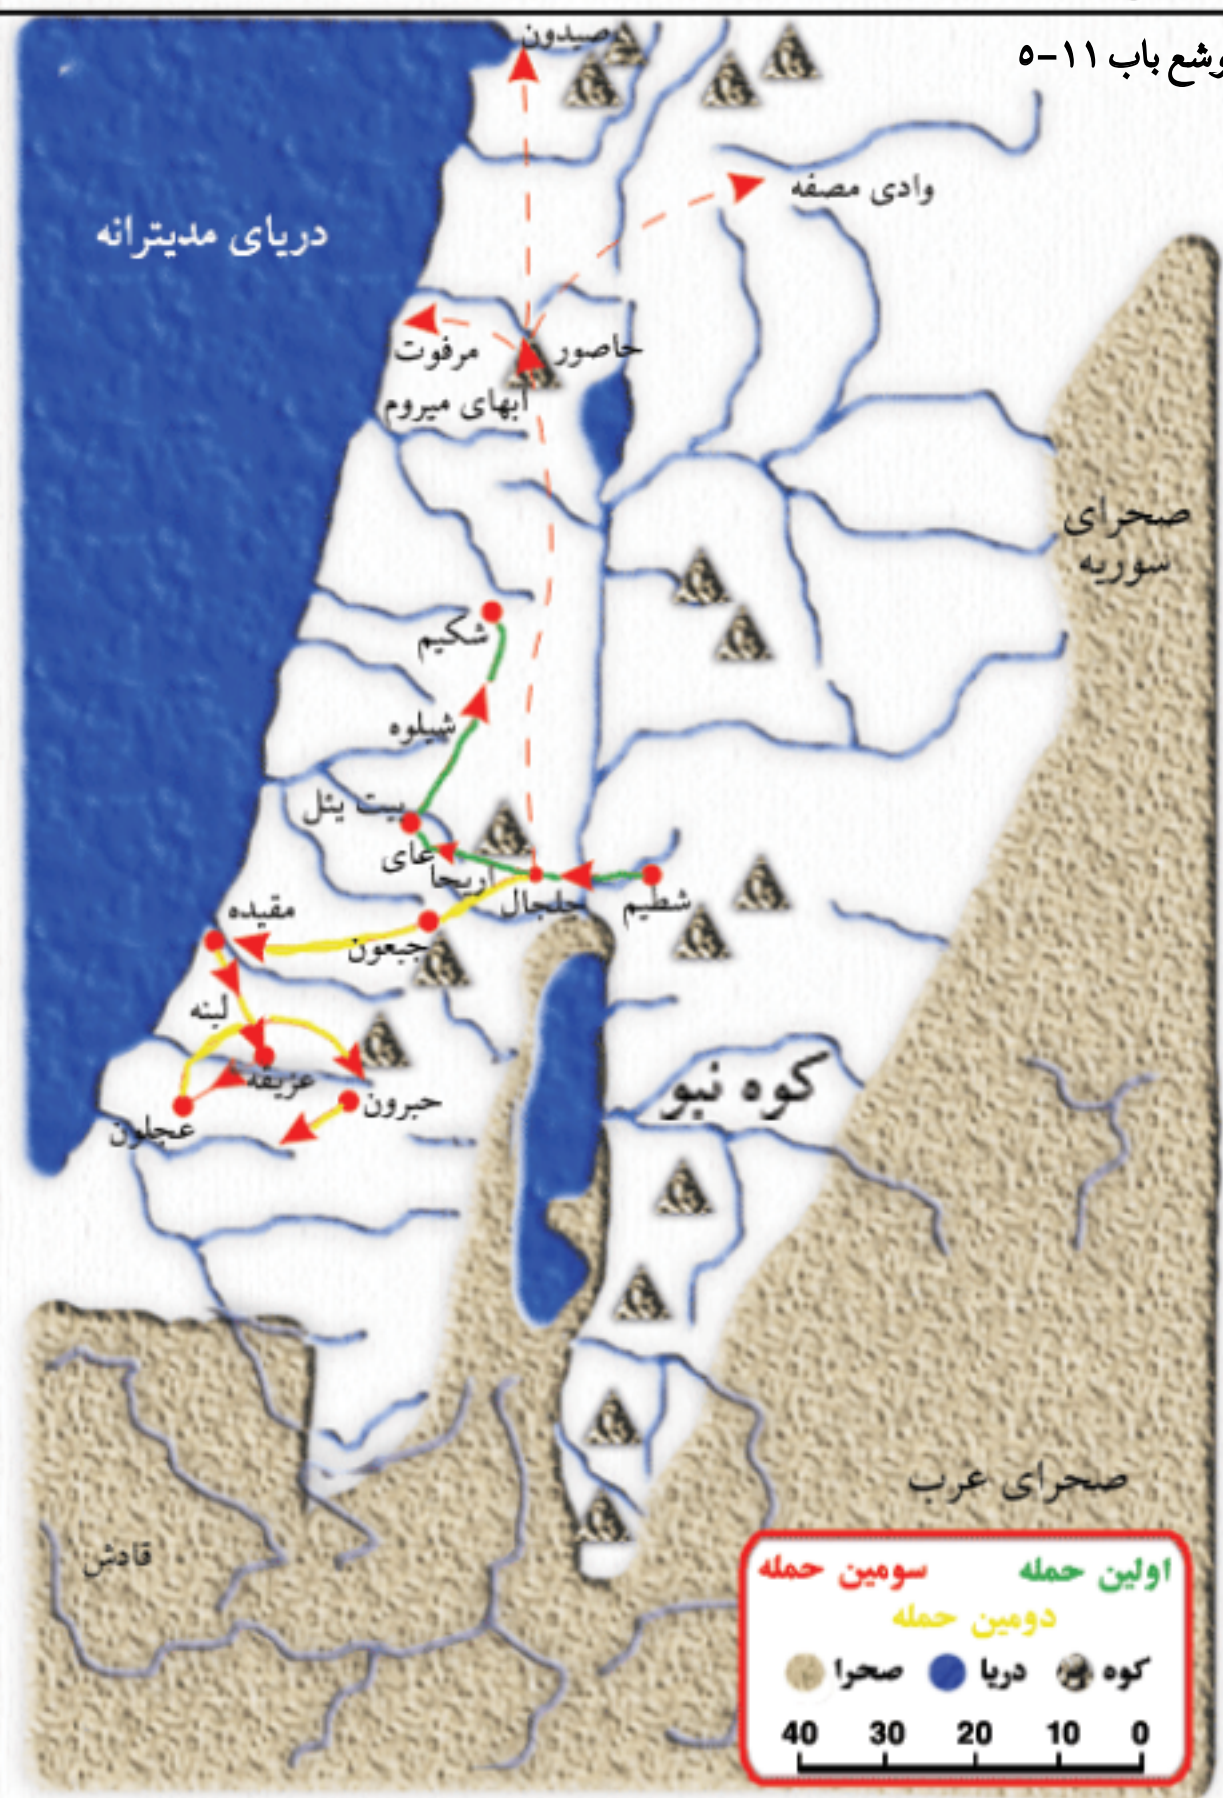 وشع باب ۱۱-۵
صیدون
وادی مصفه
دریای مدیترانه
حاصور
مرفوت
آبهای میروم
صحرای
سوریه
شکیم
شیلوه
بیت یئل
عای
اریحا
جلجال
شطیم
مقیده
جبعون
لبنه
عزیقه
حبرون
عجلون
کوه نبو
صحرای عرب
قادش
اولین حمله
سومین حمله
دومین حمله
کوه
دریا
صحرا
40 30 20 10 0